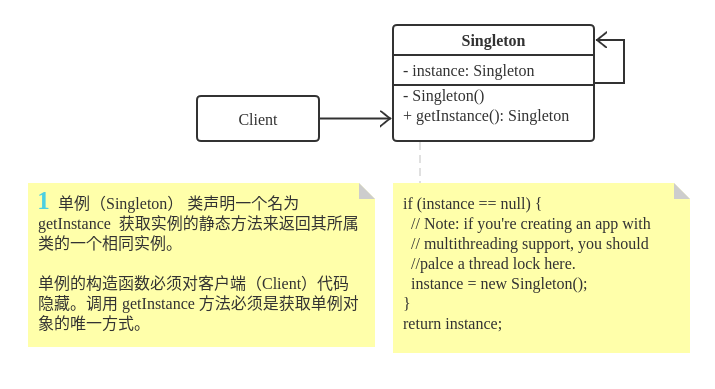 Singleton
- instance: Singleton
- Singleton()
+ getInstance(): Singleton
Client
1 单例（Singleton） 类声明一个名为
getInstance 获取实例的静态方法来返回其所属
类的一个相同实例。
单例的构造函数必须对客户端（Client）代码
隐藏。调用 getInstance 方法必须是获取单例对
象的唯一方式。
if (instance == null) {
// Note: if you're creating an app with
// multithreading support, you should
//palce a thread lock here.
instance = new Singleton();
}
return instance;